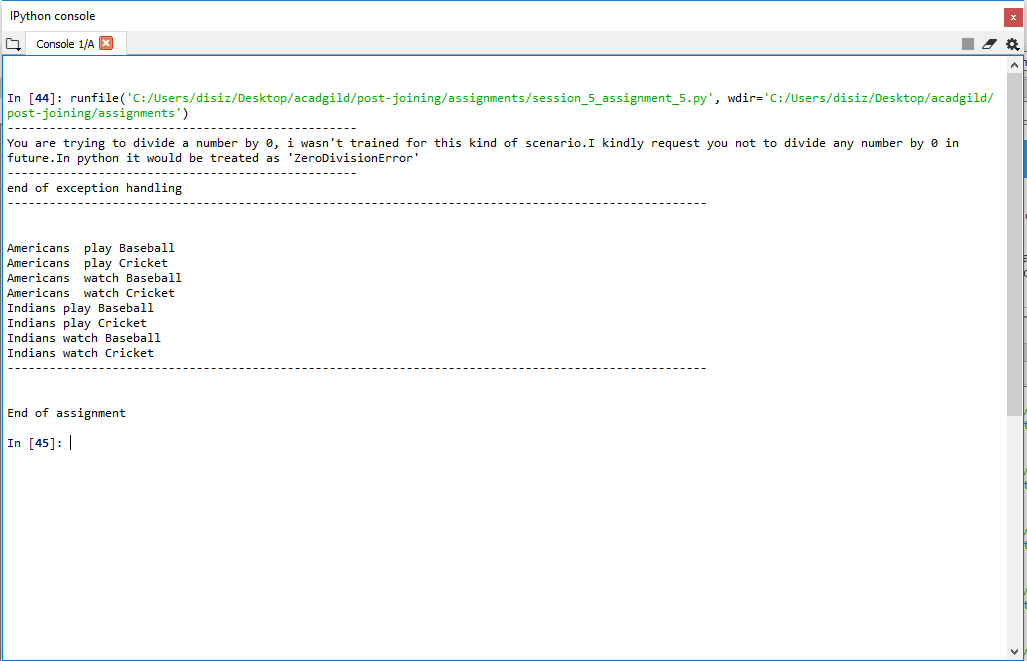 IPython console
Console 1/A
In [44]: runfile('C:/Users/disiz/Desktop/acadgild/post-joining/assignments/session_5_assignment_5.py', wdir='C:/Users/disiz/Desktop/acadgild/
post-joining/assignments')
--------------------------------------------------
You are trying to divide a number by 0, i wasn't trained for this kind of scenario.I kindly request you not to divide any number by 0 in
future.In python it would be treated as 'ZeroDivisionError'
--------------------------------------------------
end of exception handling
----------------------------------------------------------------------------------------------------
Americans  play Baseball
Americans  play Cricket
Americans  watch Baseball
Americans  watch Cricket
Indians play Baseball
Indians play Cricket
Indians watch Baseball
Indians watch Cricket
----------------------------------------------------------------------------------------------------
End of assignment
In [45]: